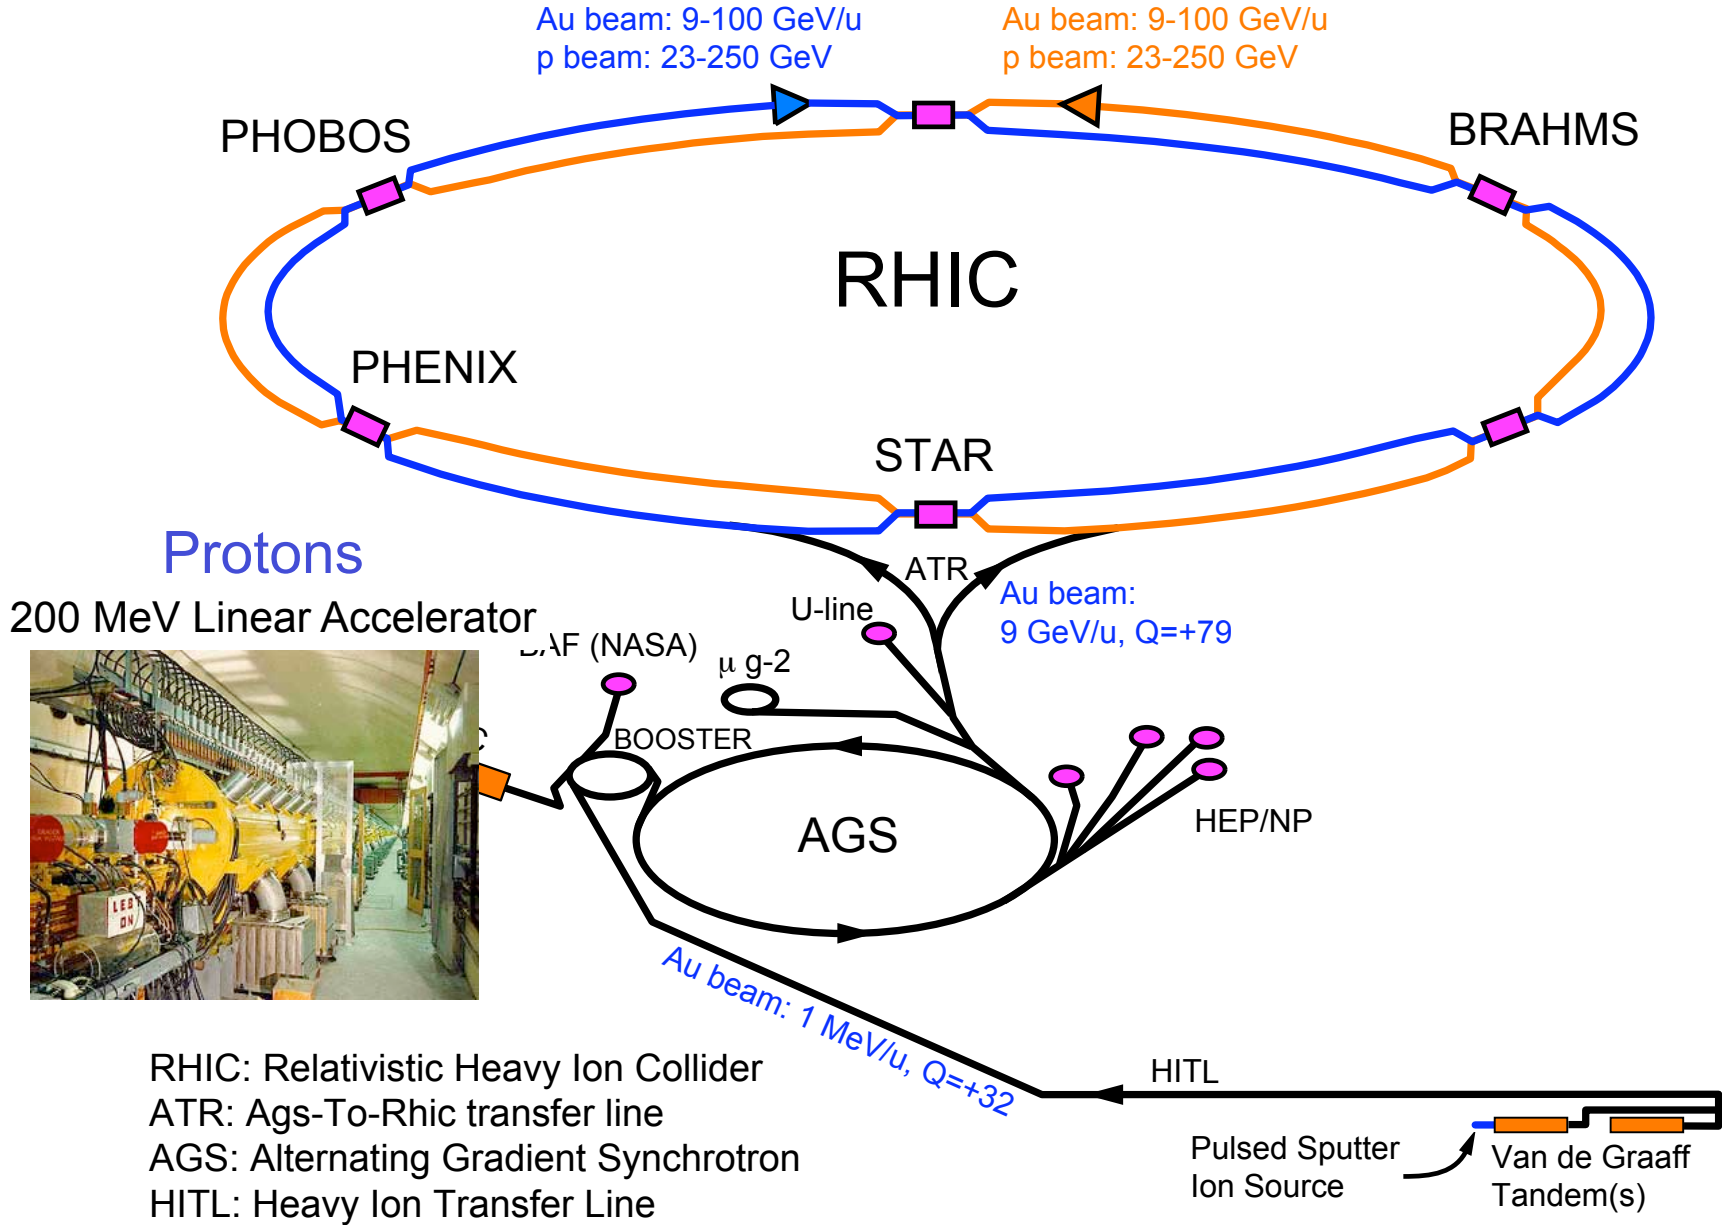 Au beam: 9-100 GeV/u
p beam: 23-250 GeV
Au beam: 9-100 GeV/u
p beam: 23-250 GeV
PHOBOS
BRAHMS
RHIC
PHENIX
STAR
Protons
200 MeV Linear Accelerator
ATR
Au beam:
9 GeV/u, Q=+79
U-line
AF (NASA)
μ g-2
BOOSTER
AGS
HEP/NP
LEB
ON
Au beam: 1 MeV/u, Q=+32
HITL
RHIC: Relativistic Heavy Ion Collider
ATR: Ags-To-Rhic transfer line
AGS: Alternating Gradient Synchrotron
HITL: Heavy Ion Transfer Line
Pulsed Sputter
Ion Source
Van de Graaff
Tandem(s)